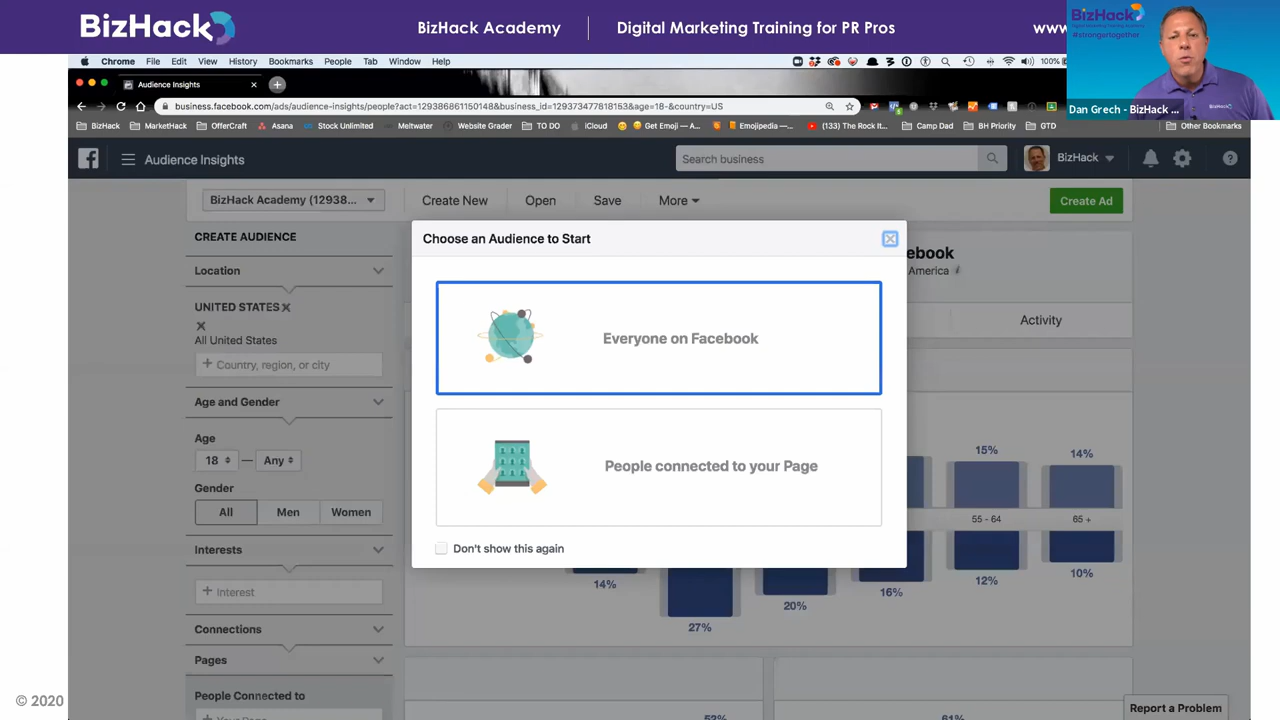 BizHack
BizHack Academy
Digital Marketing Training for PR Pros
www
BizHack
#strongertogether
Dan Grech - BizHack ...
Chrome File Edit View History Bookmarks People Tab Window Help
100%
Audience Insights
business.facebook.com/ads/audience-insights/people?act=129386861150148&business_id=129373477818153&age=18-&country=US
BizHack MarketHack OfferCraft Asana Stock Unlimited Meltwater Website Grader TO DO iCloud Get Emoji — A... Emojipedia —... (133) The Rock It... Camp Dad BH Priority GTD Other Bookmarks
Audience Insights
Search business
BizHack
BizHack Academy (12938...
Create New
Open
Save
More
Create Ad
CREATE AUDIENCE
Location
UNITED STATES
All United States
+ Country, region, or city
Age and Gender
Age
18 — Any
Gender
All Men Women
Interests
+ Interest
Connections
Pages
People Connected to
Choose an Audience to Start
Everyone on Facebook
People connected to your Page
Don't show this again
ebook
America
Activity
15%
14%
55 - 64
65 +
14%
27%
20%
16%
12%
10%
61%
Report a Problem
© 2020